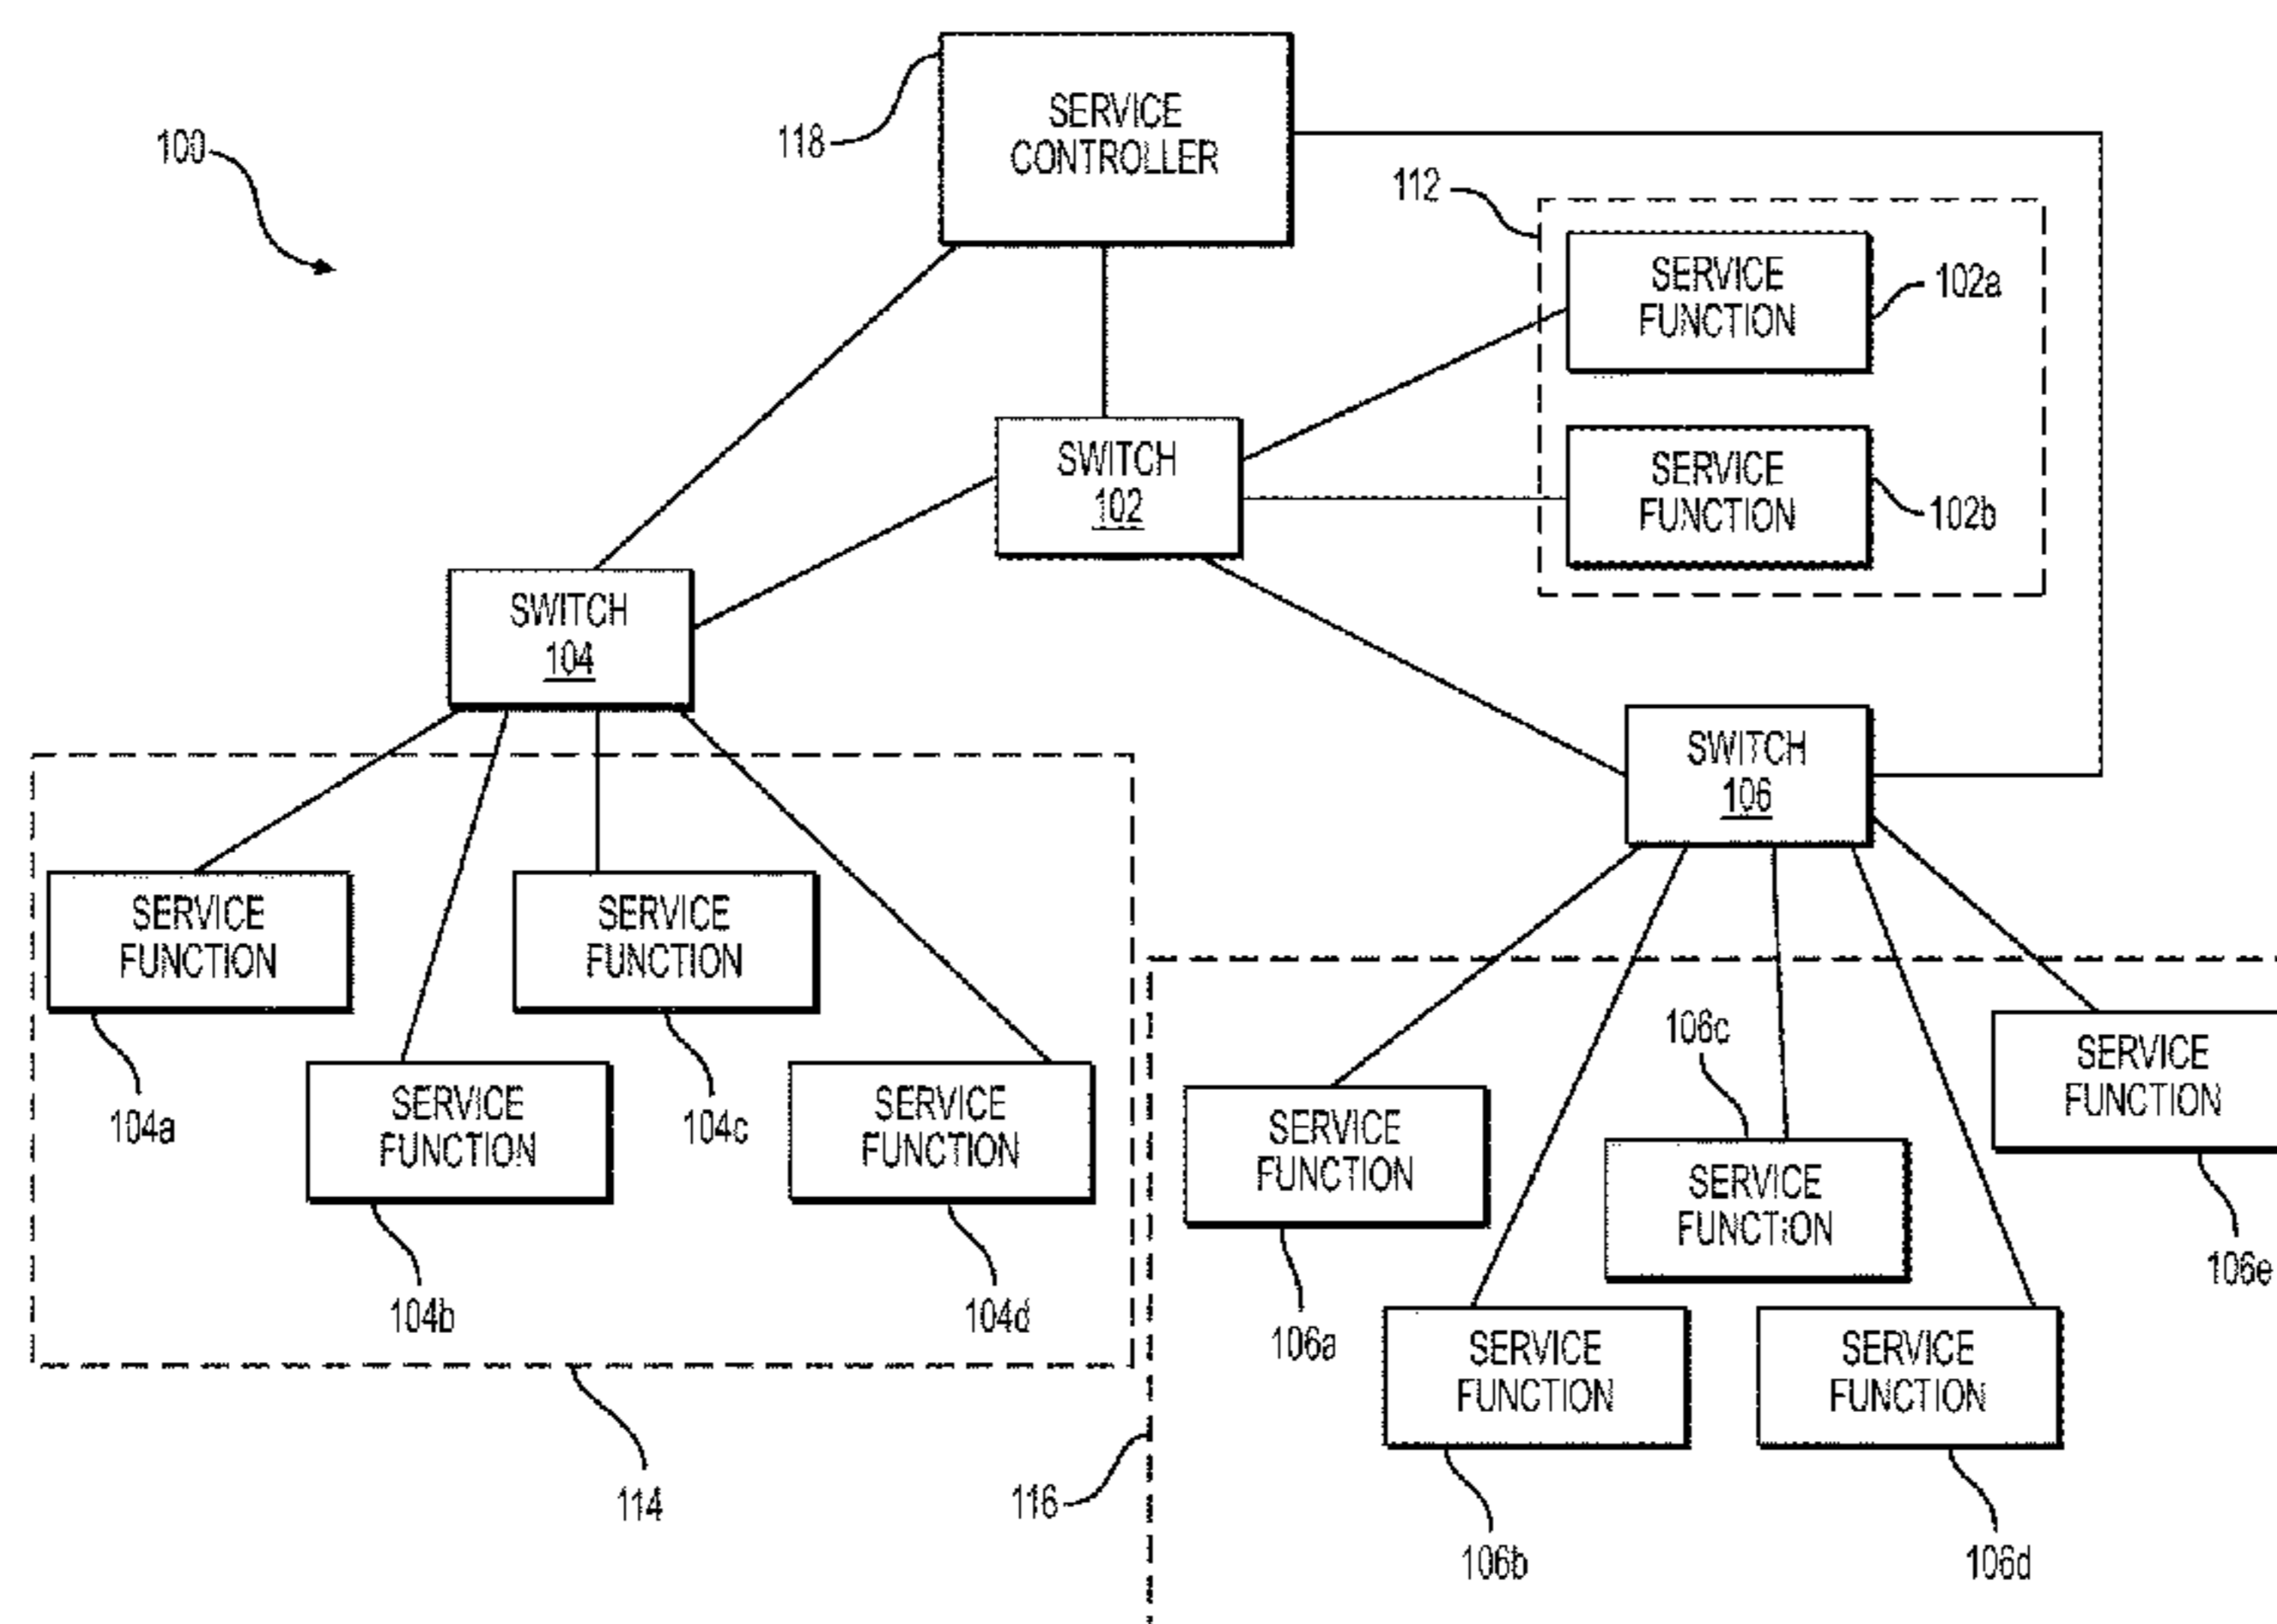 100
118
SERVICE
CONTROLLER
112
SERVICE
FUNCTION
102a
SERVICE
FUNCTION
102b
SWITCH
102
SWITCH
104
SWITCH
106
SERVICE
FUNCTION
104a
SERVICE
FUNCTION
104b
SERVICE
FUNCTION
104c
SERVICE
FUNCTION
104d
114
SERVICE
FUNCTION
106a
SERVICE
FUNCTION
106b
106c
SERVICE
FUNCTION
SERVICE
FUNCTION
106d
SERVICE
FUNCTION
106e
116